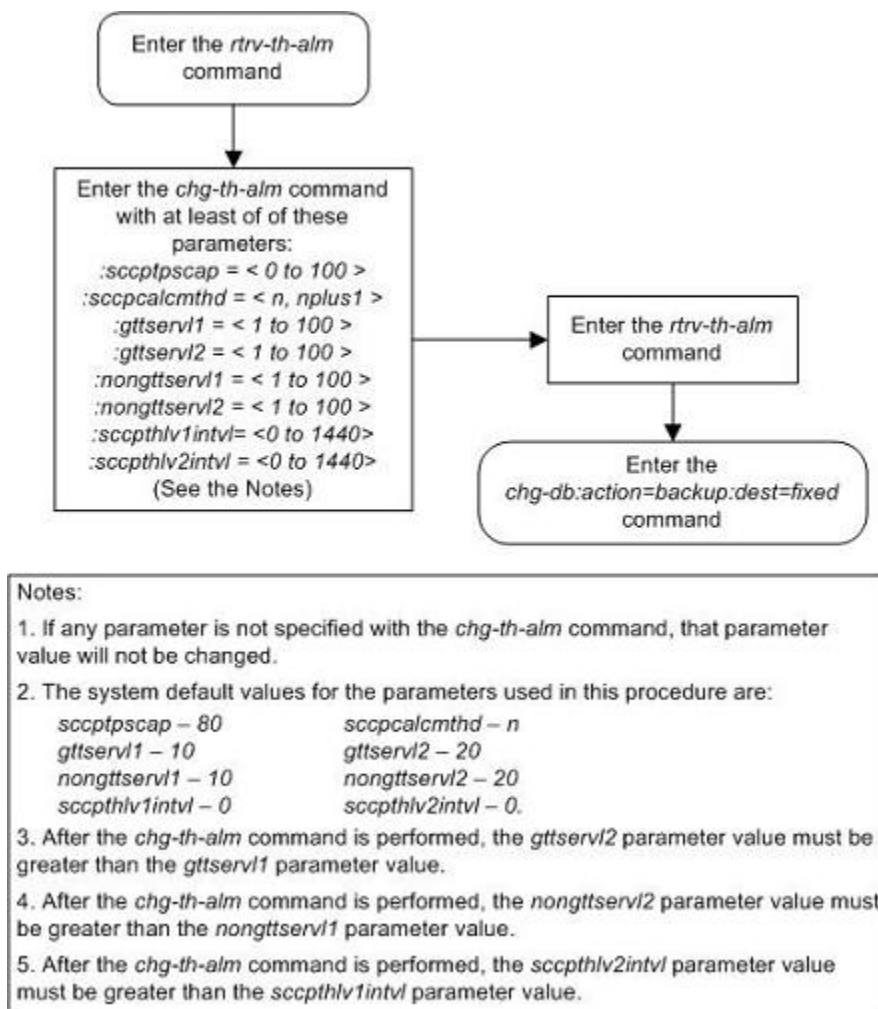 Enter the rtrv-th-alm
command
Enter the chg-th-alm command
with at least of of these
parameters:
:sccptpscap = < 0 to 100 >
:sccpcalcmthd = < n, nplus1 >
:gttservl1 = < 1 to 100 >
:gttservl2 = < 1 to 100 >
:nongttservl1 = < 1 to 100 >
:nongttservl2 = < 1 to 100 >
:sccpthlv1intvl= <0 to 1440>
:sccpthlv2intvl = <0 to 1440>
(See the Notes)
Enter the rtrv-th-alm
command
Enter the
chg-db:action=backup:dest=fixed
command
Notes:
1. If any parameter is not specified with the chg-th-alm command, that parameter
value will not be changed.
2. The system default values for the parameters used in this procedure are:
sccptpscap – 80 sccpcalcmthd – n
gttservl1 – 10 gttservl2 – 20
nongttservl1 – 10 nongttservl2 – 20
sccpthlv1intvl – 0 sccpthlv2intvl – 0.
3. After the chg-th-alm command is performed, the gttservl2 parameter value must be
greater than the gttservl1 parameter value.
4. After the chg-th-alm command is performed, the nongttservl2 parameter value must
be greater than the nongttservl1 parameter value.
5. After the chg-th-alm command is performed, the sccpthlv2intvl parameter value
must be greater than the sccpthlv1intvl parameter value.